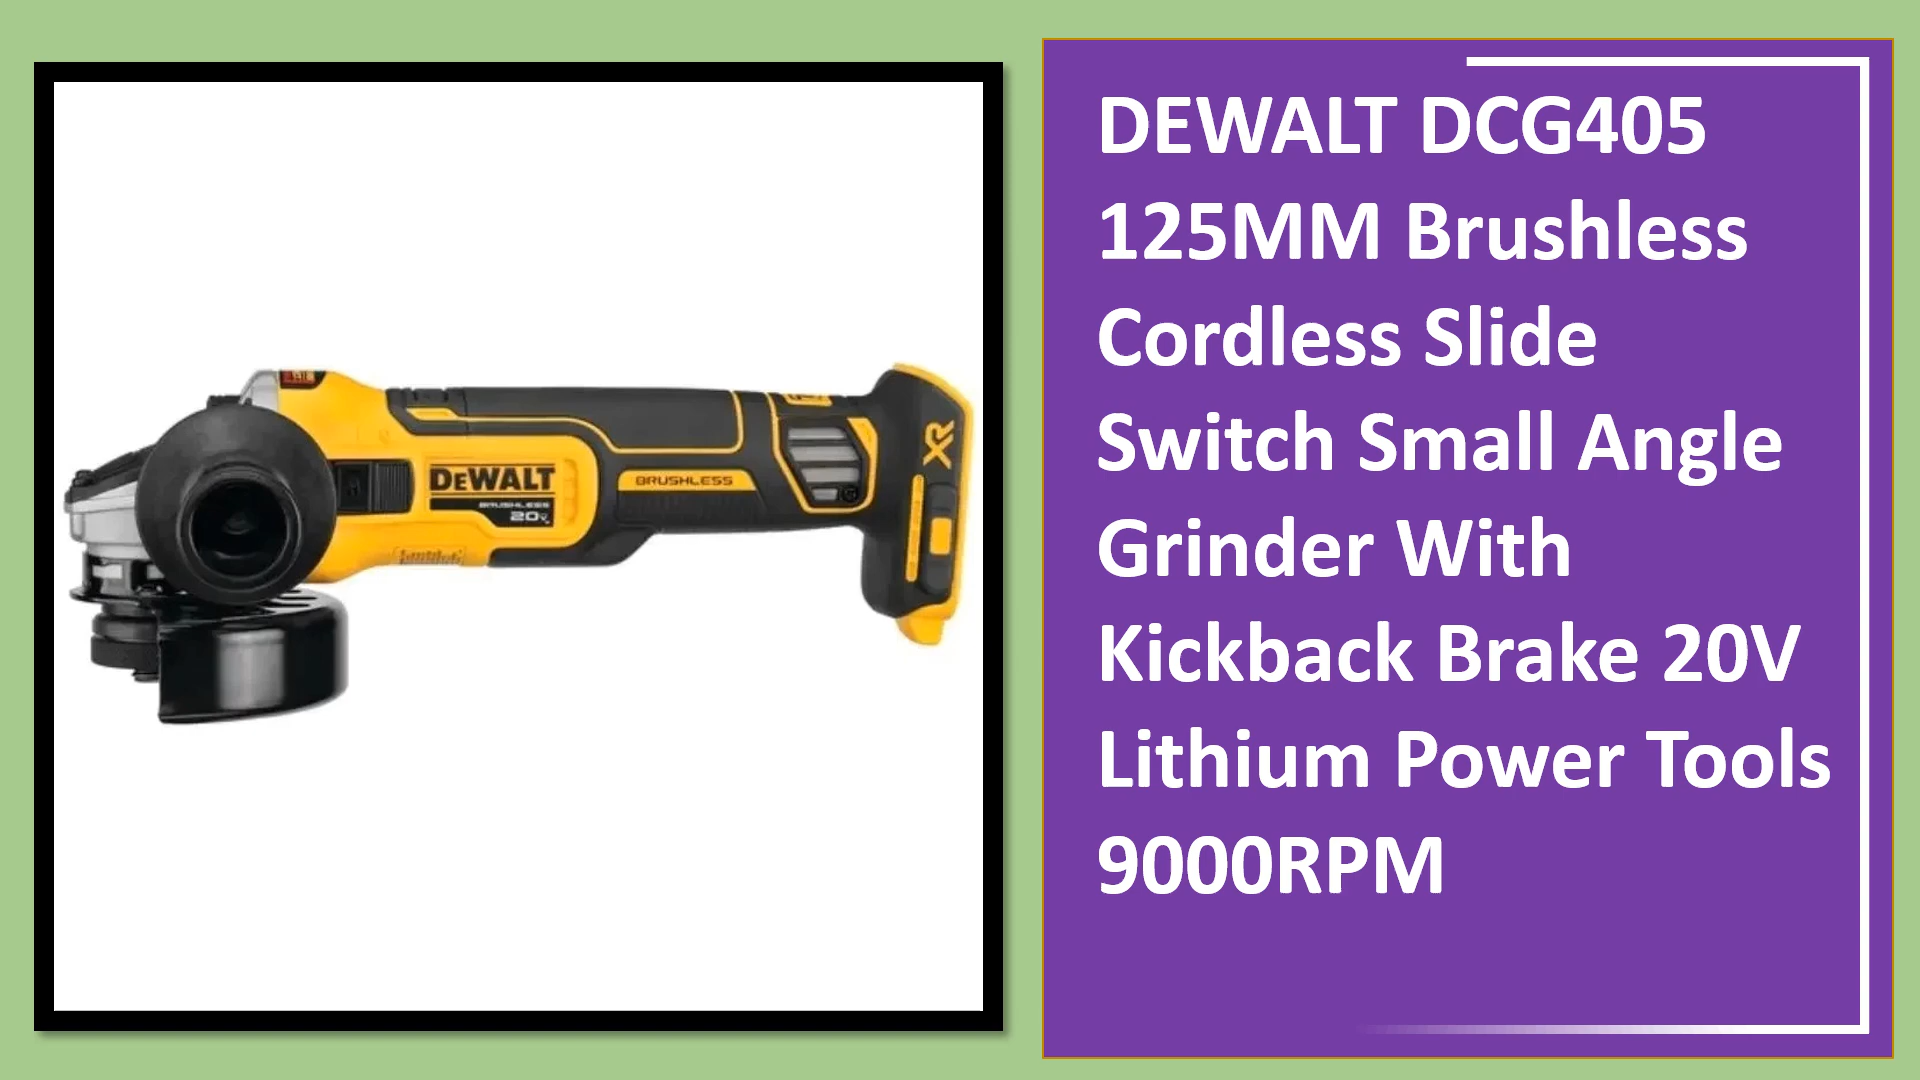 DEWALT DCG405
125MM Brushless
Cordless Slide
Switch Small Angle
Grinder With
Kickback Brake 20V
Lithium Power Tools
9000RPM
DEWALT
BRUSHLESS
20V
BRUSHLESS
XR